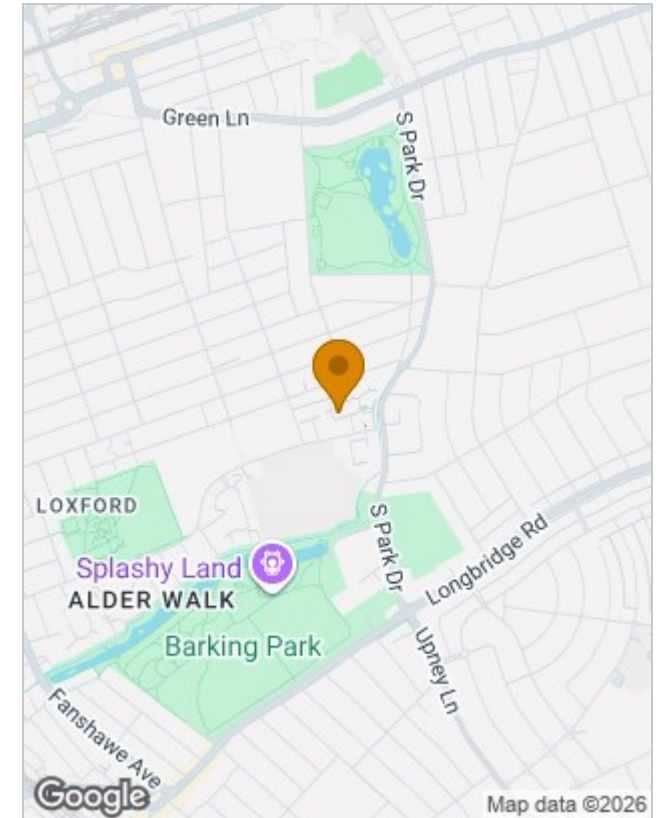 Green Ln
S Park Dr
LOXFORD
Splashy Land
ALDER WALK
S Park Dr
Longbridge Rd
Barking Park
Upney Ln
Fanshawe Ave
Google
Map data ©2026